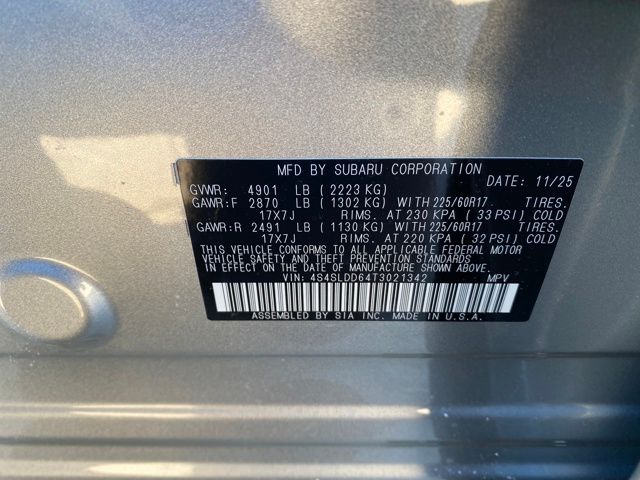 MFD BY SUBARU CORPORATION DATE: 11/25
GVWR: 4901 LB ( 2223 KG)
GAWR:F 2870 LB ( 1302 KG) WITH 225/60R17 TIRES.
17X7J RIMS. AT 230 KPA ( 33 PSI) COLD
GAWR:R 2491 LB ( 1130 KG) WITH 225/60R17 TIRES.
17X7J RIMS. AT 220 KPA ( 32 PSI) COLD
THIS VEHICLE CONFORMS TO ALL APPLICABLE FEDERAL MOTOR
VEHICLE SAFETY AND THEFT PREVENTION STANDARDS
IN EFFECT ON THE DATE OF MANUFACTURE SHOWN ABOVE.
VIN: 4S4SLDD64T3021342 MPV
ASSEMBLED BY SIA INC. MADE IN U.S.A.